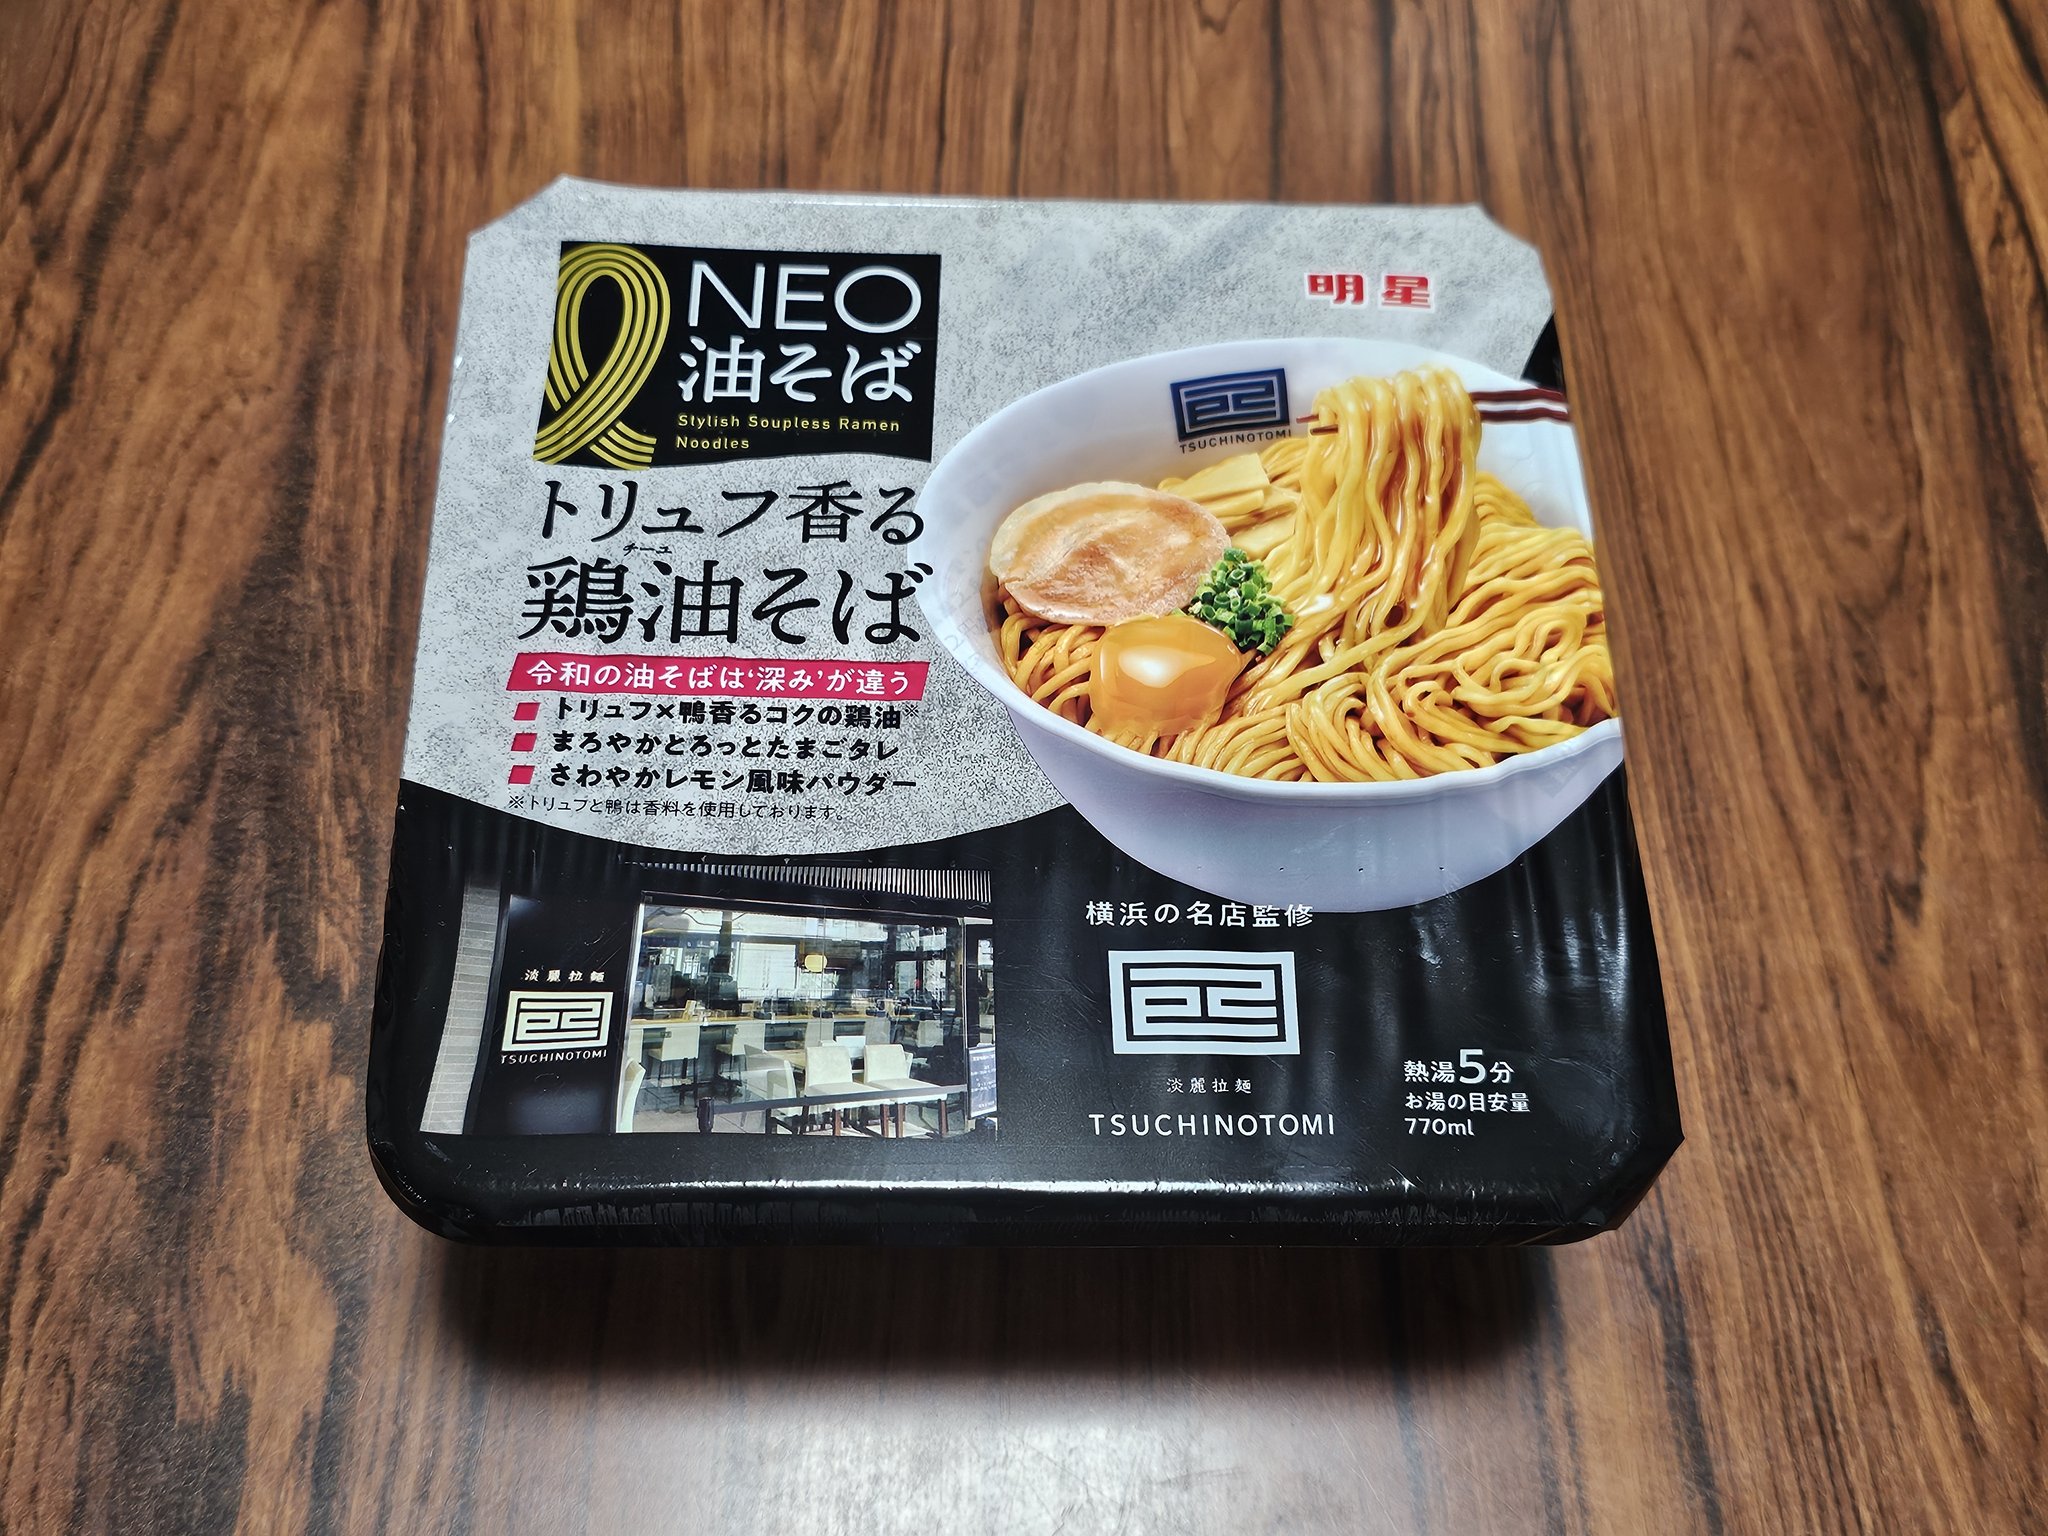 NEO
油そば
Stylish Soupless Ramen
Noodles
明星
TSUCHINOTOMI
トリュフ香る
チーユ
鶏油そば
令和の油そばは‘深み’が違う
トリュフ×鴨香るコクの鶏油※
まろやかとろっとたまごタレ
さわやかレモン風味パウダー
※トリュフと鴨は香料を使用しております。
淡麗拉麺
TSUCHINOTOMI
横浜の名店監修
淡麗拉麺
TSUCHINOTOMI
熱湯5分
お湯の目安量
770ml